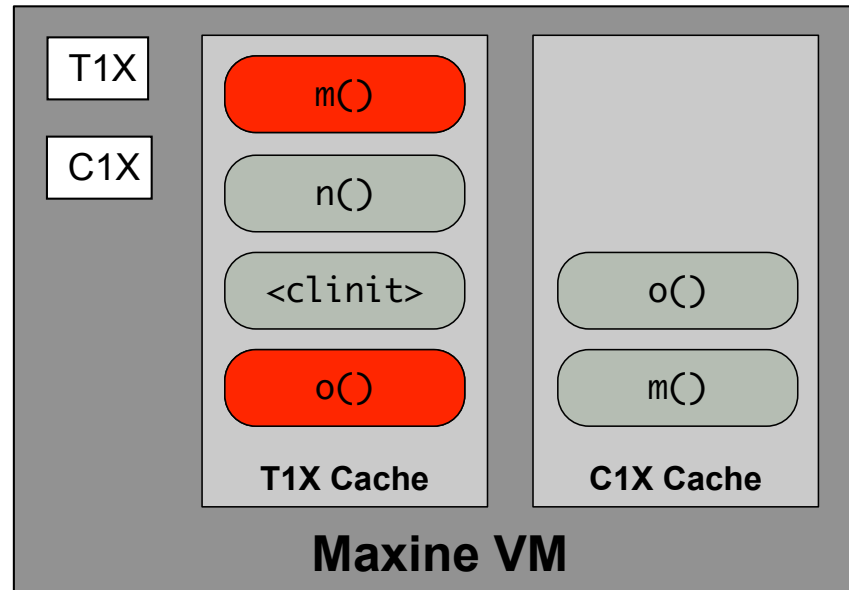 T1X
C1X
m()
n()
<clinit>
o()
T1X Cache
o()
m()
C1X Cache
Maxine VM